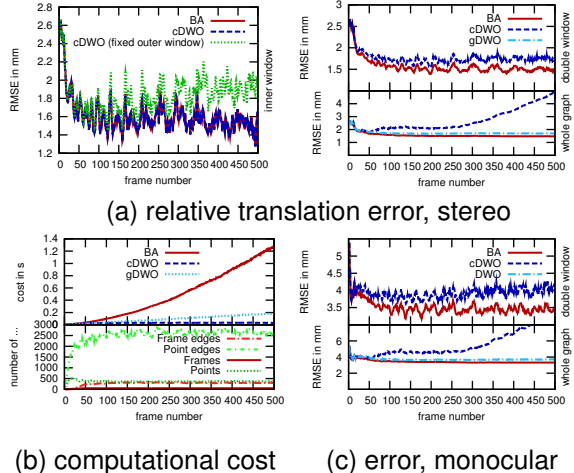 2.8
2.6
2.4
2.2
2
1.8
1.6
1.4
1.2
RMSE in mm
BA
cDWO
cDWO (fixed outer window)
inner window
0 50 100 150 200 250 300 350 400 450 500
frame number
3
2
RMSE in mm
BA
cDWO
gDWO
double window
4
3
2
1
RMSE in mm
whole graph
0 50 100 150 200 250 300 350 400 450 500
frame number
(a) relative translation error, stereo
1.4
1.2
1
0.8
0.6
0.4
0.2
cost in s
BA
cDWO
gDWO
3000
2500
2000
1500
1000
500
0
number of ...
Frame edges
Point edges
Frames
Points
0 50 100 150 200 250 300 350 400 450 500
frame number
5
4
3
RMSE in mm
BA
cDWO
DWO
double window
6
4
2
RMSE in mm
whole graph
0 50 100 150 200 250 300 350 400 450 500
frame number
(b) computational cost
(c) error, monocular